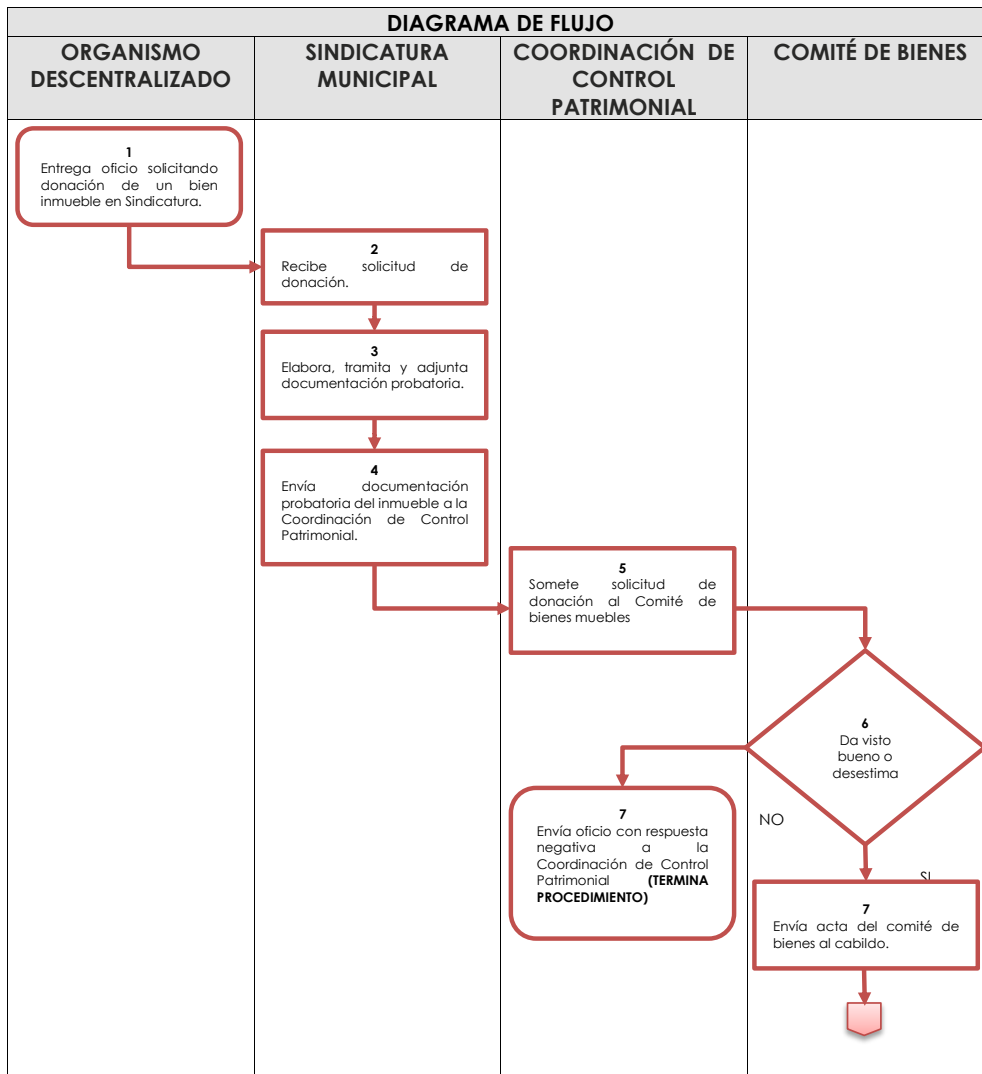 DIAGRAMA DE FLUJO
ORGANISMO
DESCENTRALIZADO
SINDICATURA
MUNICIPAL
COORDINACIÓN DE
CONTROL
PATRIMONIAL
COMITÉ DE BIENES
1
Entrega oficio solicitando
donación de un bien
inmueble en Sindicatura.
2
Recibe solicitud de
donación.
3
Elabora, tramita y adjunta
documentación probatoria.
4
Envía documentación
probatoria del inmueble a la
Coordinación de Control
Patrimonial.
5
Somete solicitud de
donación al Comité de
bienes muebles
6
Da visto
bueno o
desestima
7
Envía oficio con respuesta
negativa a la
Coordinación de Control
Patrimonial (TERMINA
PROCEDIMIENTO)
NO
SI
7
Envía acta del comité de
bienes al cabildo.